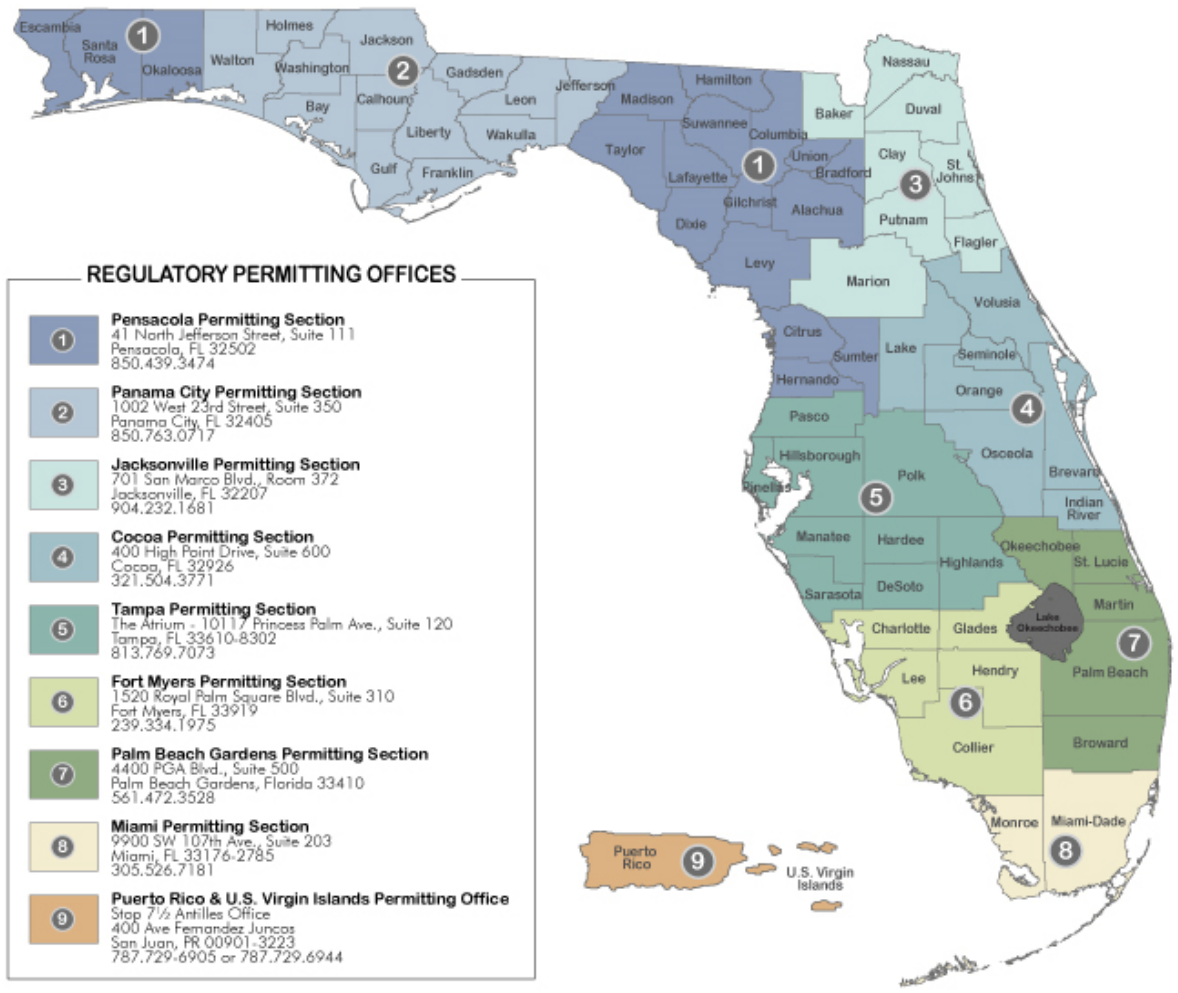 Escambia
Santa
Rosa
1
Okaloosa
Walton
Holmes
Washington
Bay
Jackson
2
Calhoun
Gulf
Liberty
Franklin
Gadsden
Leon
Wakulla
Jefferson
Madison
Taylor
Hamilton
Suwannee
Columbia
Lafayette
1
Union
Bradford
Gilchrist
Alachua
Dixie
Levy
Nassau
Baker
Duval
Clay
St.
Johns
3
Putnam
Flagler
Marion
Citrus
Sumter
Hernando
Volusia
Lake
Seminole
Orange
4
Osceola
Brevard
Indian
River
Pasco
Hillsborough
Pinellas
Polk
5
Manatee
Hardee
Highlands
Sarasota
DeSoto
Okeechobee
St. Lucie
Martin
Lake
Okeechobee
7
Palm Beach
Broward
Charlotte
Glades
Lee
Hendry
6
Collier
Monroe
Miami-Dade
8
Puerto
Rico
9
U.S. Virgin
Islands
REGULATORY PERMITTING OFFICES
1
Pensacola Permitting Section
41 North Jefferson Street, Suite 111
Pensacola, FL 32502
850.439.3474
2
Panama City Permitting Section
1002 West 23rd Street, Suite 350
Panama City, FL 32405
850.763.0717
3
Jacksonville Permitting Section
701 San Marco Blvd., Room 372
Jacksonville, FL 32207
904.232.1681
4
Cocoa Permitting Section
400 High Point Drive, Suite 600
Cocoa, FL 32926
321.504.3771
5
Tampa Permitting Section
The Atrium - 10117 Princess Palm Ave., Suite 120
Tampa, FL 33610-8302
813.769.7073
6
Fort Myers Permitting Section
1520 Royal Palm Square Blvd., Suite 310
Fort Myers, FL 33919
239.334.1975
7
Palm Beach Gardens Permitting Section
4400 PGA Blvd., Suite 500
Palm Beach Gardens, Florida 33410
561.472.3528
8
Miami Permitting Section
9900 SW 107th Ave., Suite 203
Miami, FL 33176-2785
305.526.7181
9
Puerto Rico & U.S. Virgin Islands Permitting Office
Stop 7½ Antilles Office
400 Ave Fernandez Juncos
San Juan, PR 00901-3223
787.729-6905 or 787.729.6944